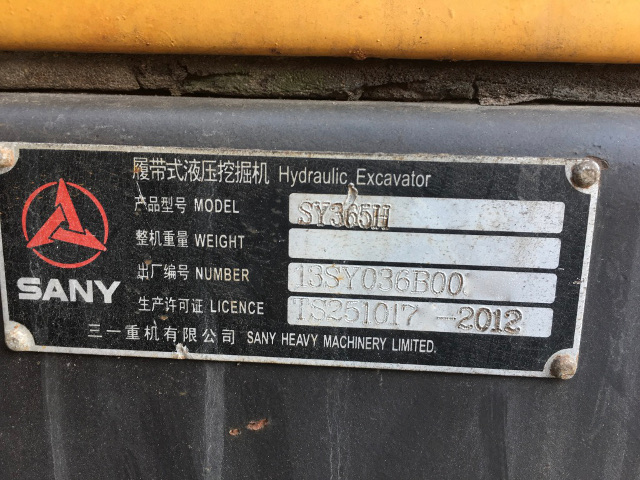 履带式液压挖掘机 Hydraulic Excavator
产品型号 MODEL SY365H
整机重量 WEIGHT
出厂编号 NUMBER 13SY036B00
生产许可证 LICENCE TS251017-2012
SANY
三一重机有限公司 SANY HEAVY MACHINERY LIMITED.